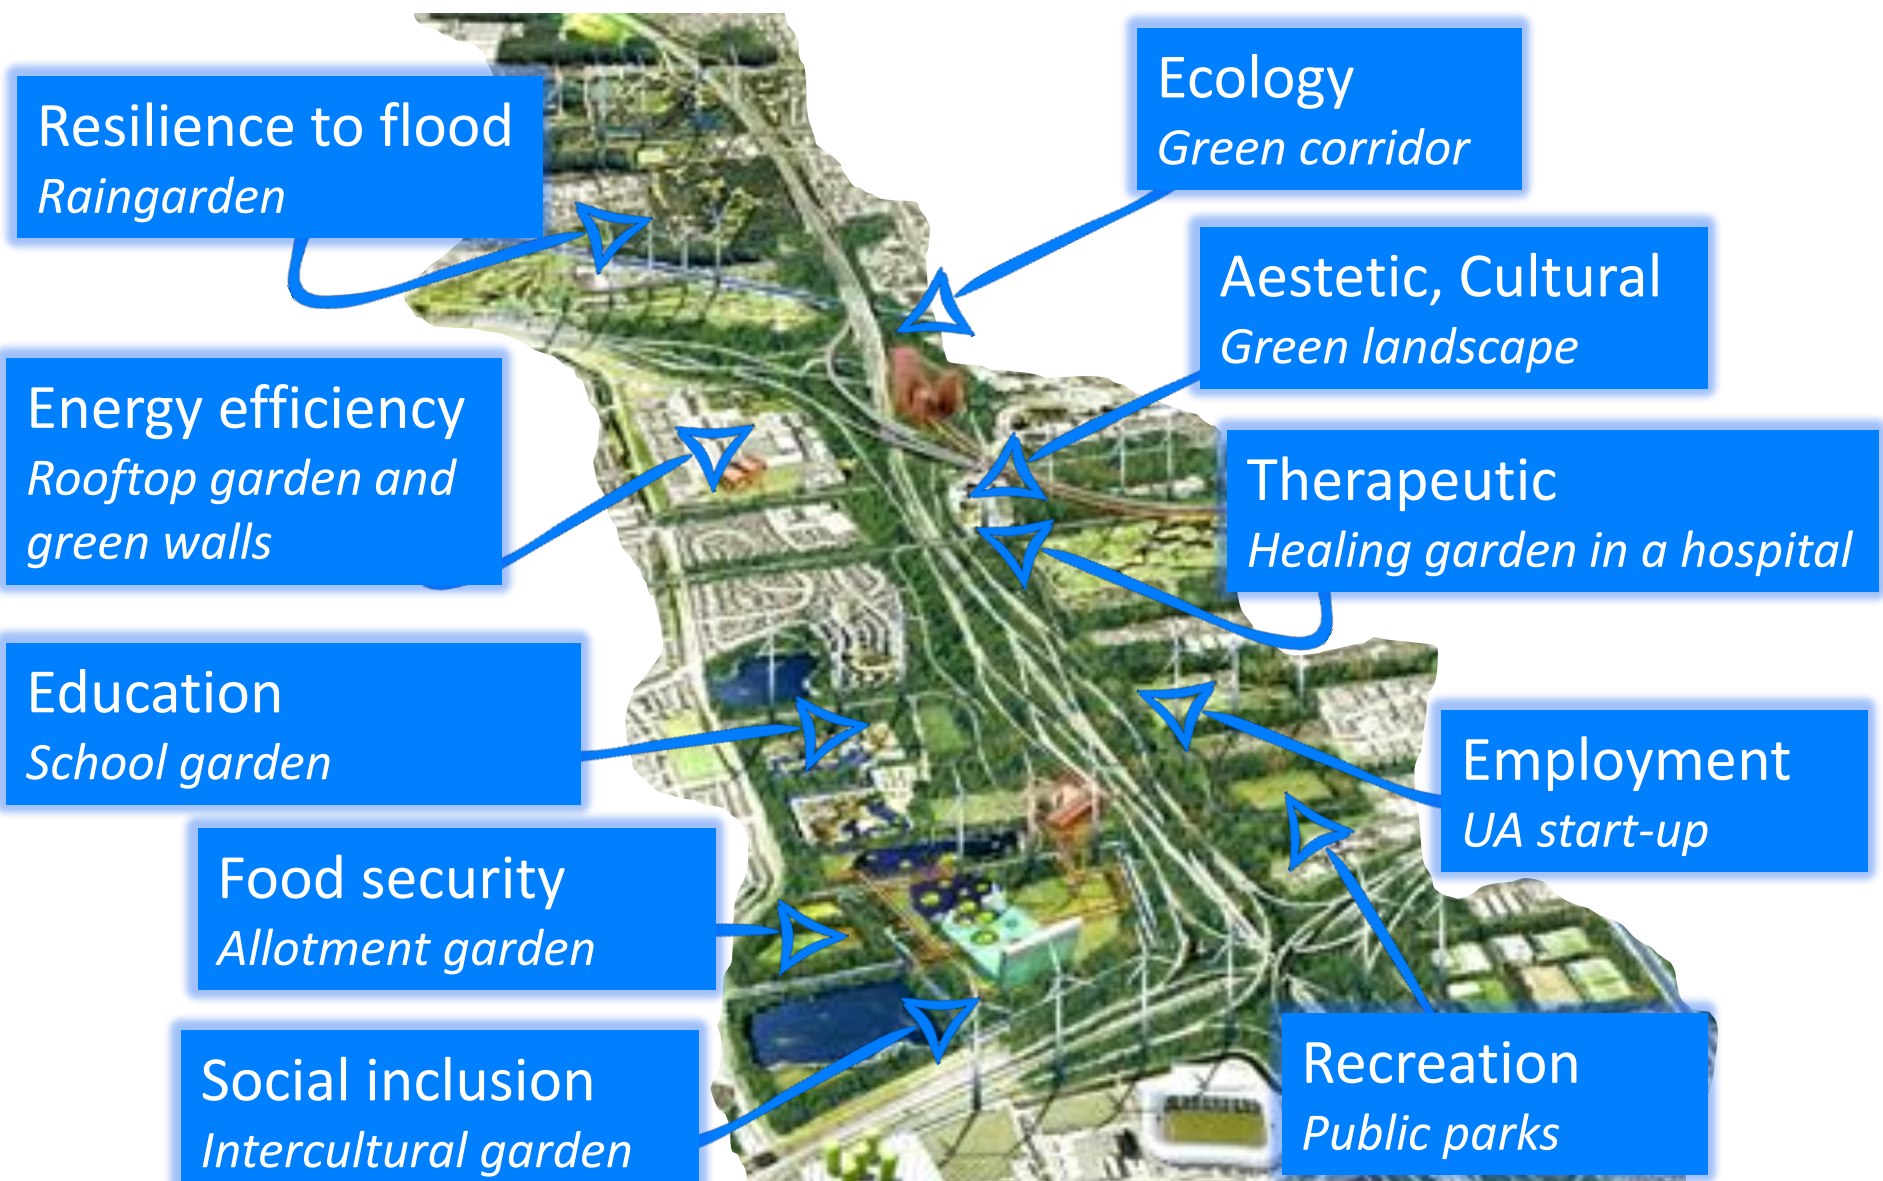 Resilience to flood
Raingarden
Energy efficiency
Rooftop garden and
green walls
Education
School garden
Food security
Allotment garden
Social inclusion
Intercultural garden
Ecology
Green corridor
Aestetic, Cultural
Green landscape
Therapeutic
Healing garden in a hospital
Employment
UA start-up
Recreation
Public parks